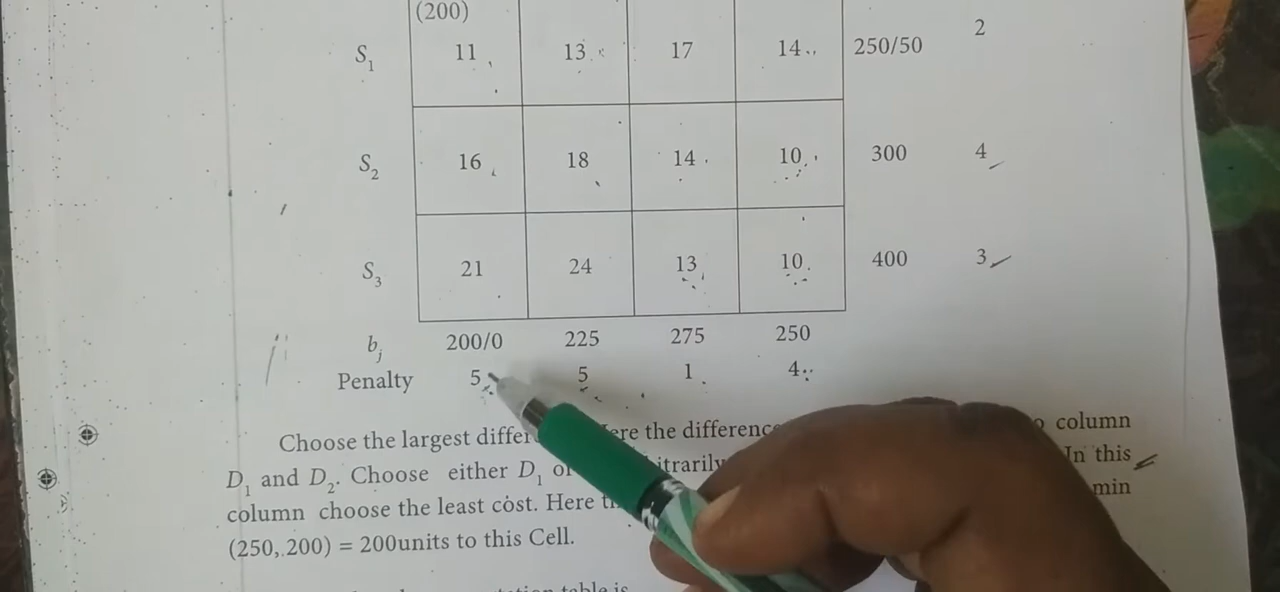 (200)
S1 11 13 17 14 250/50 2
S2 16 18 14 10 300 4
S3 21 24 13 10 400 3
bj 200/0 225 275 250
Penalty 5 5 1 4
Choose the largest ere the column
D1 and D2. Choose either D1 In this
column choose the least cost. Here min
(250, 200) = 200units to this Cell.